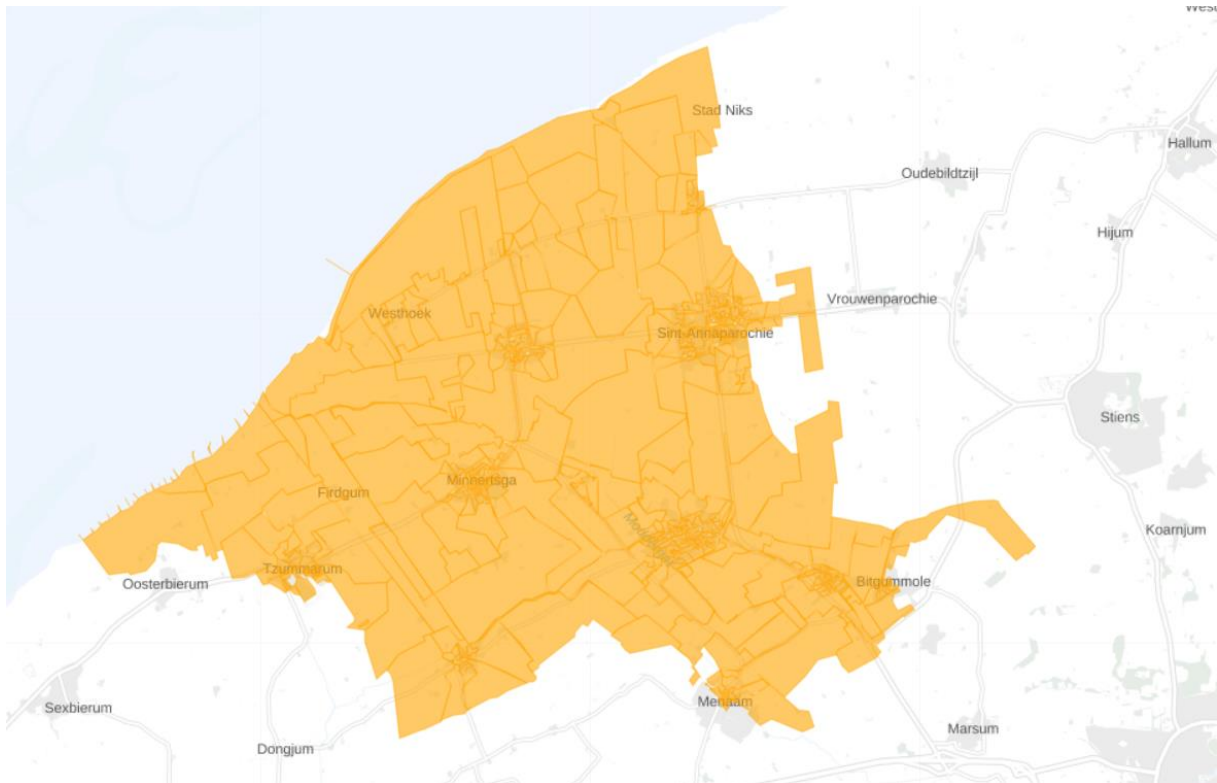 Stad Niks
Hallum
Oudebildtzijl
Hijum
Vrouwenparochie
Westhoek
Sint-Annaparochie
Stiens
Minnertsga
Firdgum
Koarnjum
Tzummarum
Oosterbierum
Bitgummole
Menaam
Sexbierum
Marsum
Dongjum